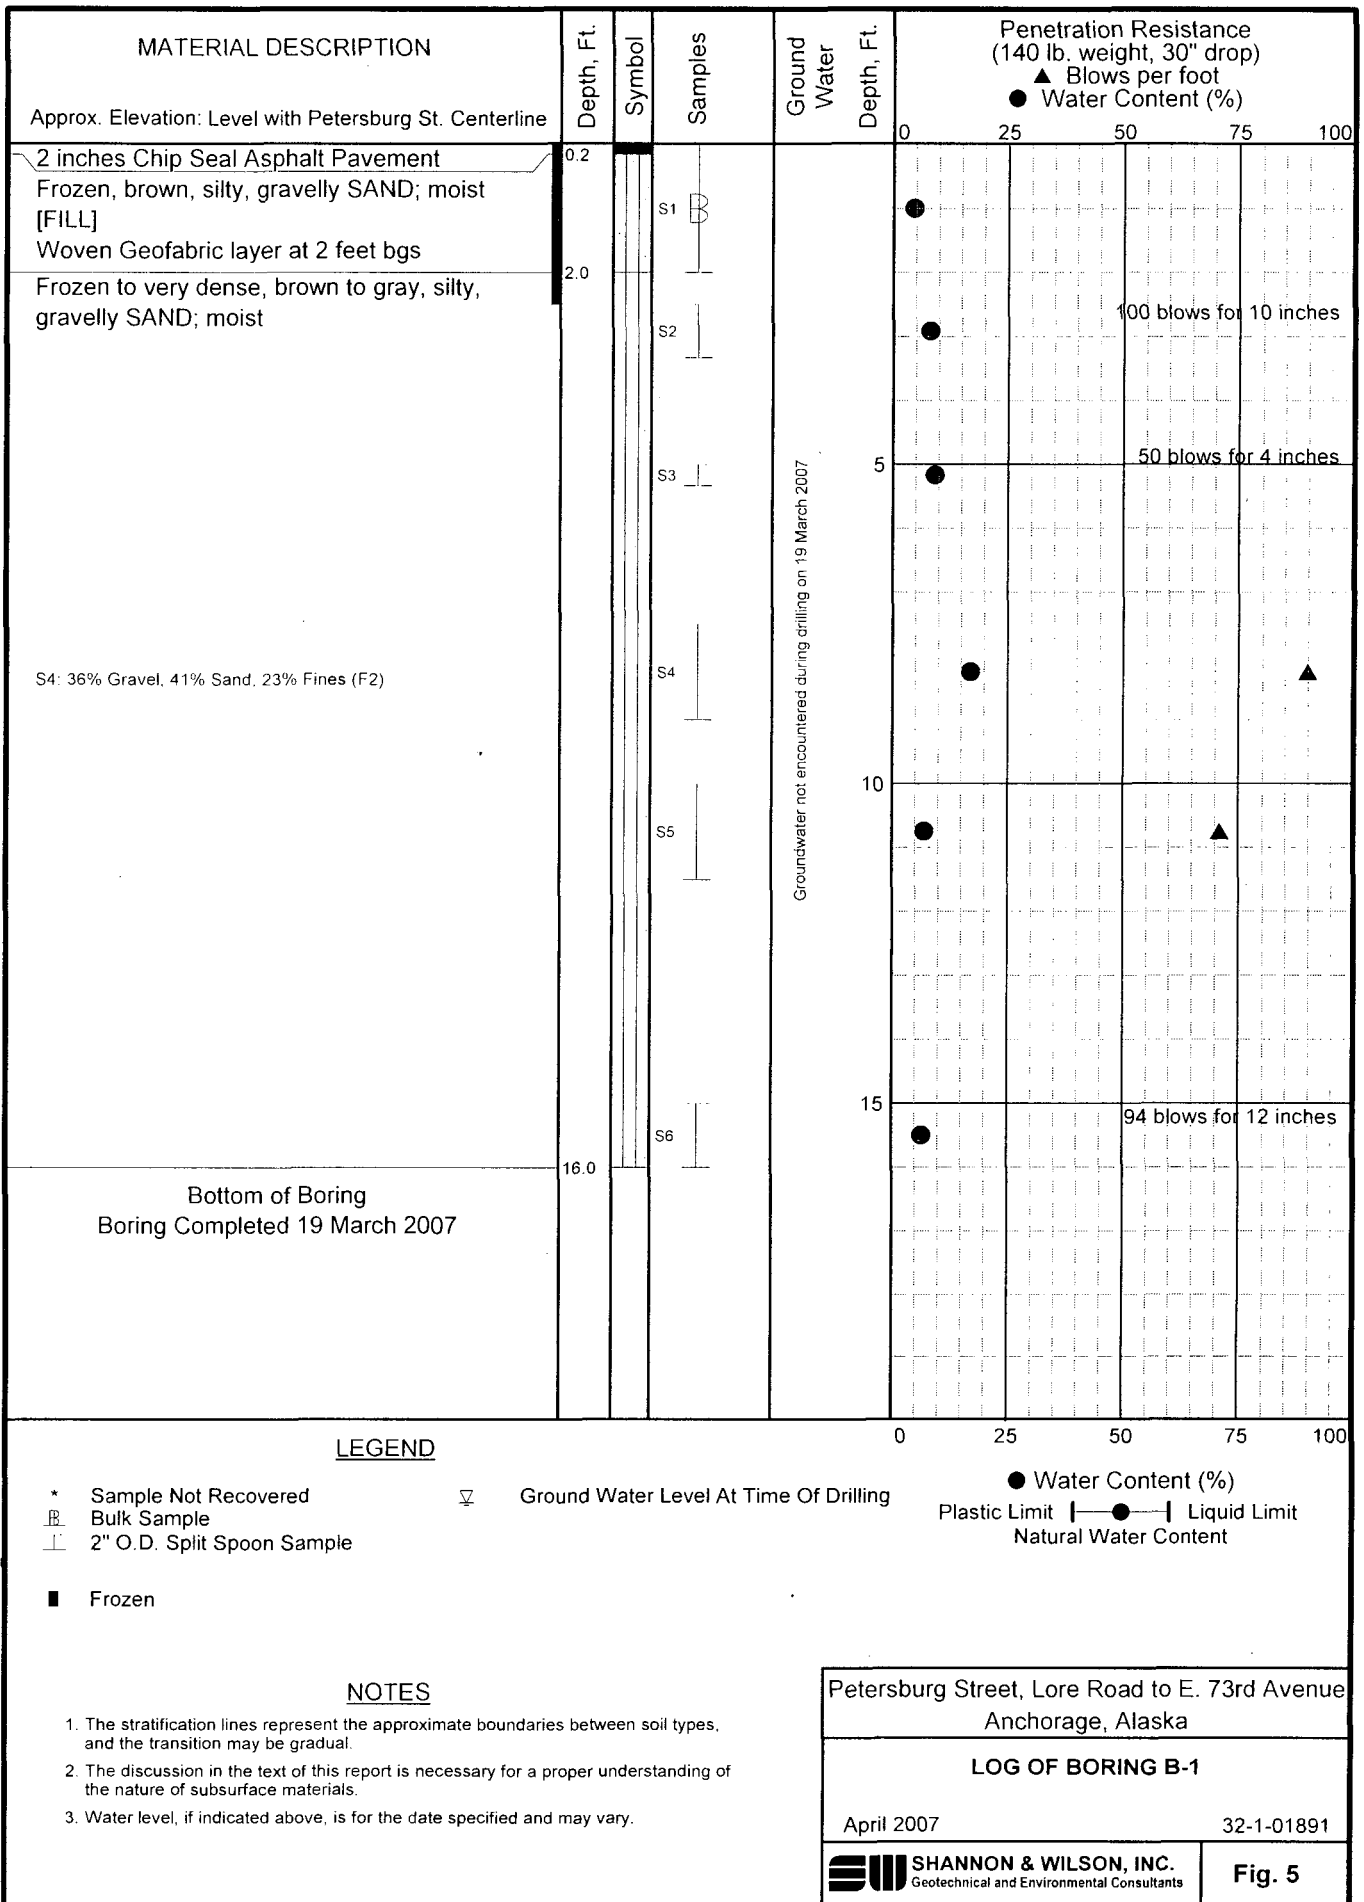 MATERIAL DESCRIPTION
Approx. Elevation: Level with Petersburg St. Centerline
Depth, Ft.
Symbol
Samples
Ground
Water
Depth, Ft.
Penetration Resistance
(140 lb. weight, 30" drop)
▲ Blows per foot
● Water Content (%)
0 25 50 75 100
2 inches Chip Seal Asphalt Pavement
0.2
Frozen, brown, silty, gravelly SAND; moist
[FILL]
S1
B
Woven Geofabric layer at 2 feet bgs
2.0
Frozen to very dense, brown to gray, silty,
gravelly SAND; moist
S2
100 blows for 10 inches
S3
5
50 blows for 4 inches
Groundwater not encountered during drilling on 19 March 2007
S4: 36% Gravel, 41% Sand, 23% Fines (F2)
S4
10
S5
15
94 blows for 12 inches
S6
16.0
Bottom of Boring
Boring Completed 19 March 2007
0 25 50 75 100
LEGEND
* Sample Not Recovered
B Bulk Sample
2" O.D. Split Spoon Sample
Frozen
Ground Water Level At Time Of Drilling
● Water Content (%)
Plastic Limit Liquid Limit
Natural Water Content
NOTES
1. The stratification lines represent the approximate boundaries between soil types,
and the transition may be gradual.
2. The discussion in the text of this report is necessary for a proper understanding of
the nature of subsurface materials.
3. Water level, if indicated above, is for the date specified and may vary.
Petersburg Street, Lore Road to E. 73rd Avenue
Anchorage, Alaska
LOG OF BORING B-1
April 2007 32-1-01891
SHANNON & WILSON, INC.
Geotechnical and Environmental Consultants
Fig. 5